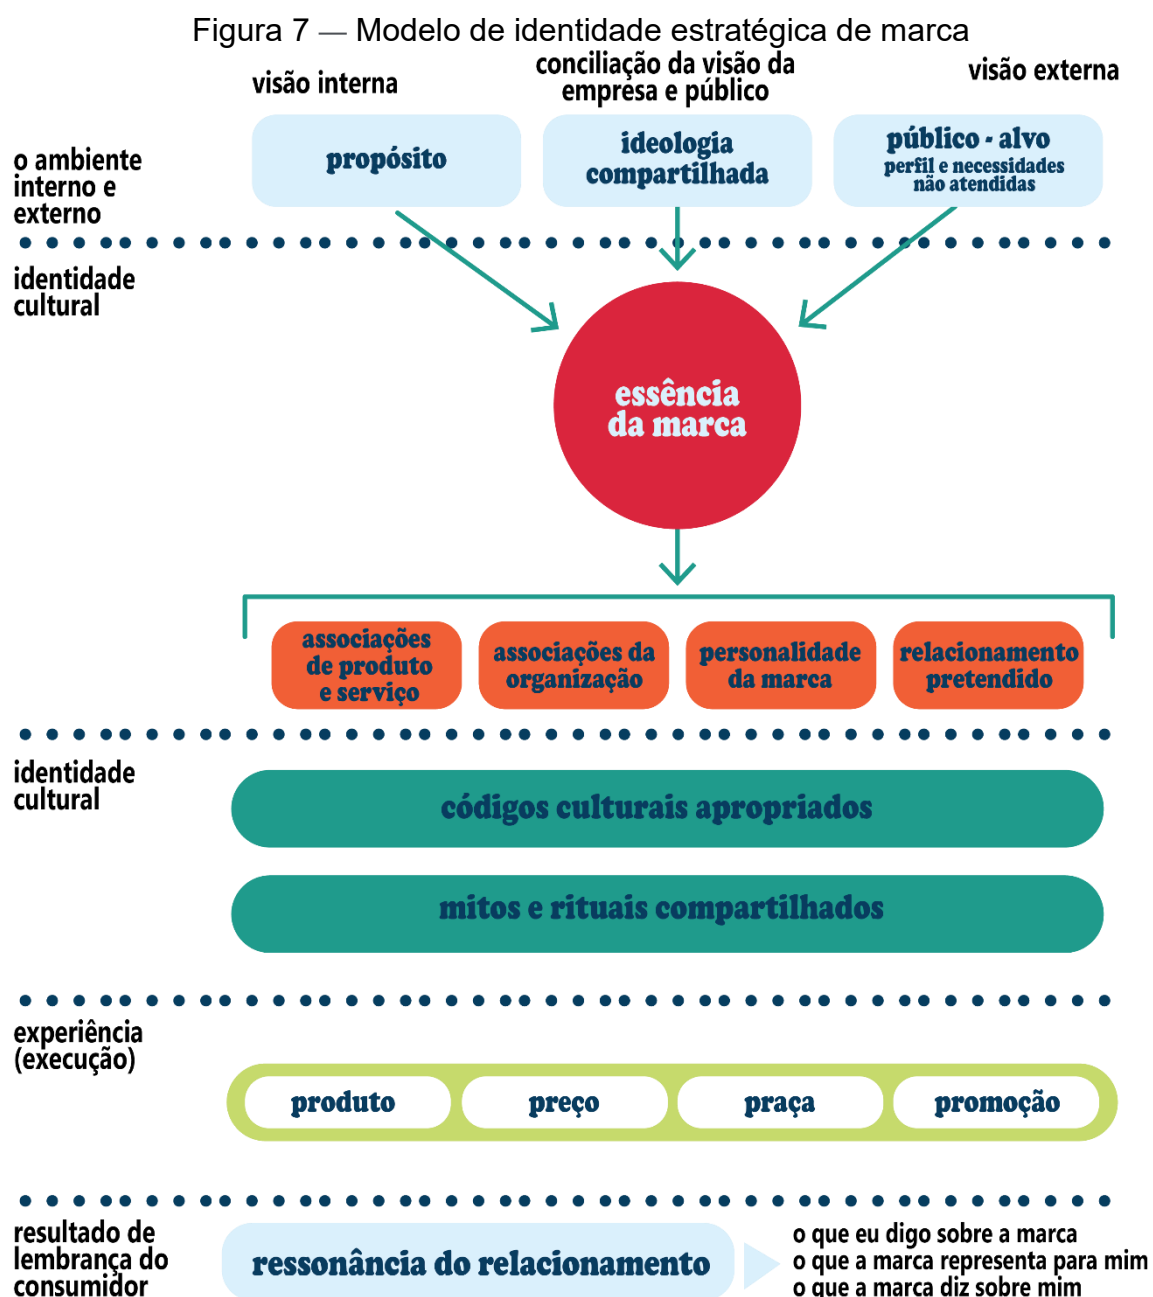 Figura 7 — Modelo de identidade estratégica de marca
visão interna
conciliação da visão da
empresa e público
visão externa
o ambiente
interno e
externo
propósito
ideologia
compartilhada
público - alvo
perfil e necessidades
não atendidas
identidade
cultural
essência
da marca
associações
de produto
e serviço
associações da
organização
personalidade
da marca
relacionamento
pretendido
identidade
cultural
códigos culturais apropriados
mitos e rituais compartilhados
experiência
(execução)
produto
preço
praça
promoção
resultado de
lembrança do
consumidor
ressonância do relacionamento
o que eu digo sobre a marca
o que a marca representa para mim
o que a marca diz sobre mim